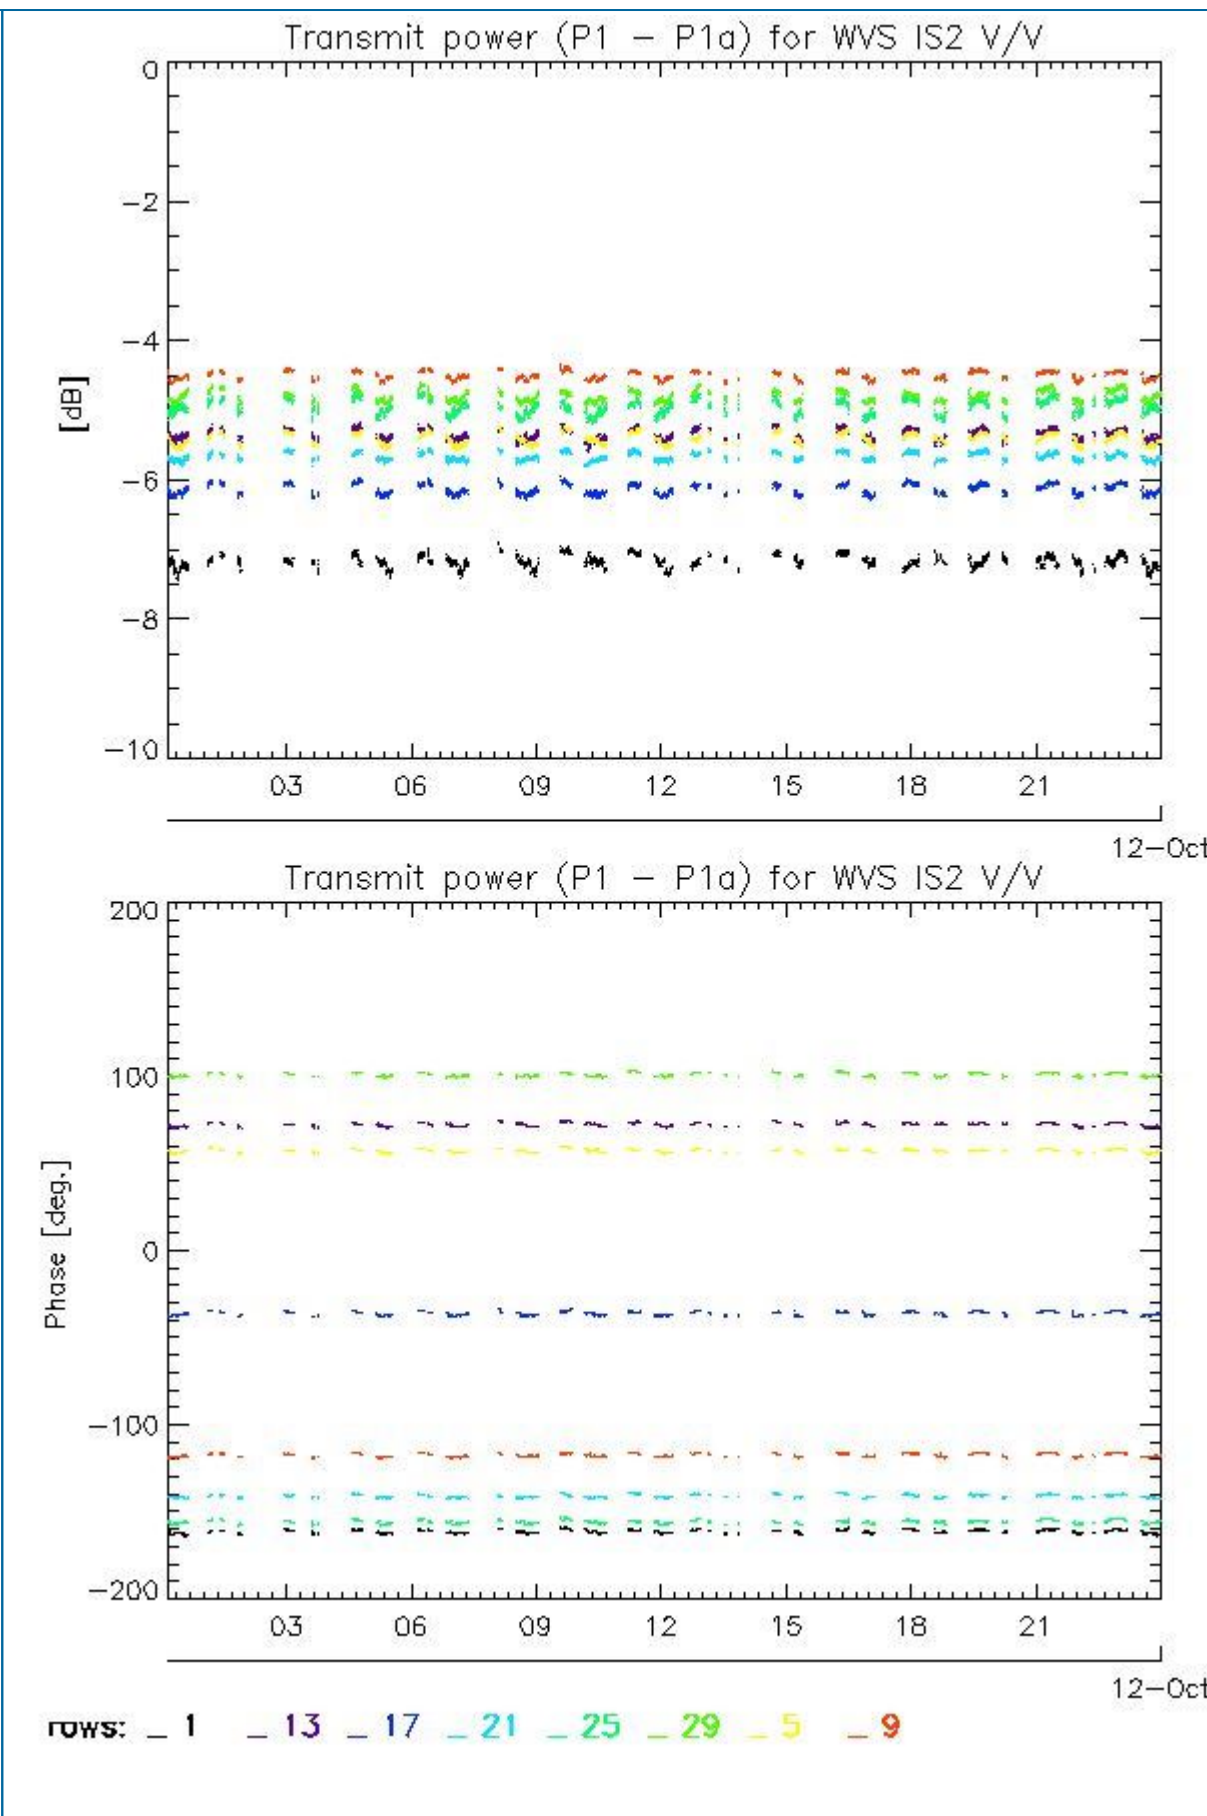 Transmit power (P1 - P1a) for WVS IS2 V/V
0
-2
-4
[dB]
-6
-8
-10
03 06 09 12 15 18 21
12-Oct
Transmit power (P1 - P1a) for WVS IS2 V/V
200
100
Phase [deg.]
0
-100
-200
03 06 09 12 15 18 21
12-Oct
rows: _ 1 _ 13 _ 17 _ 21 _ 25 _ 29 _ 5 _ 9